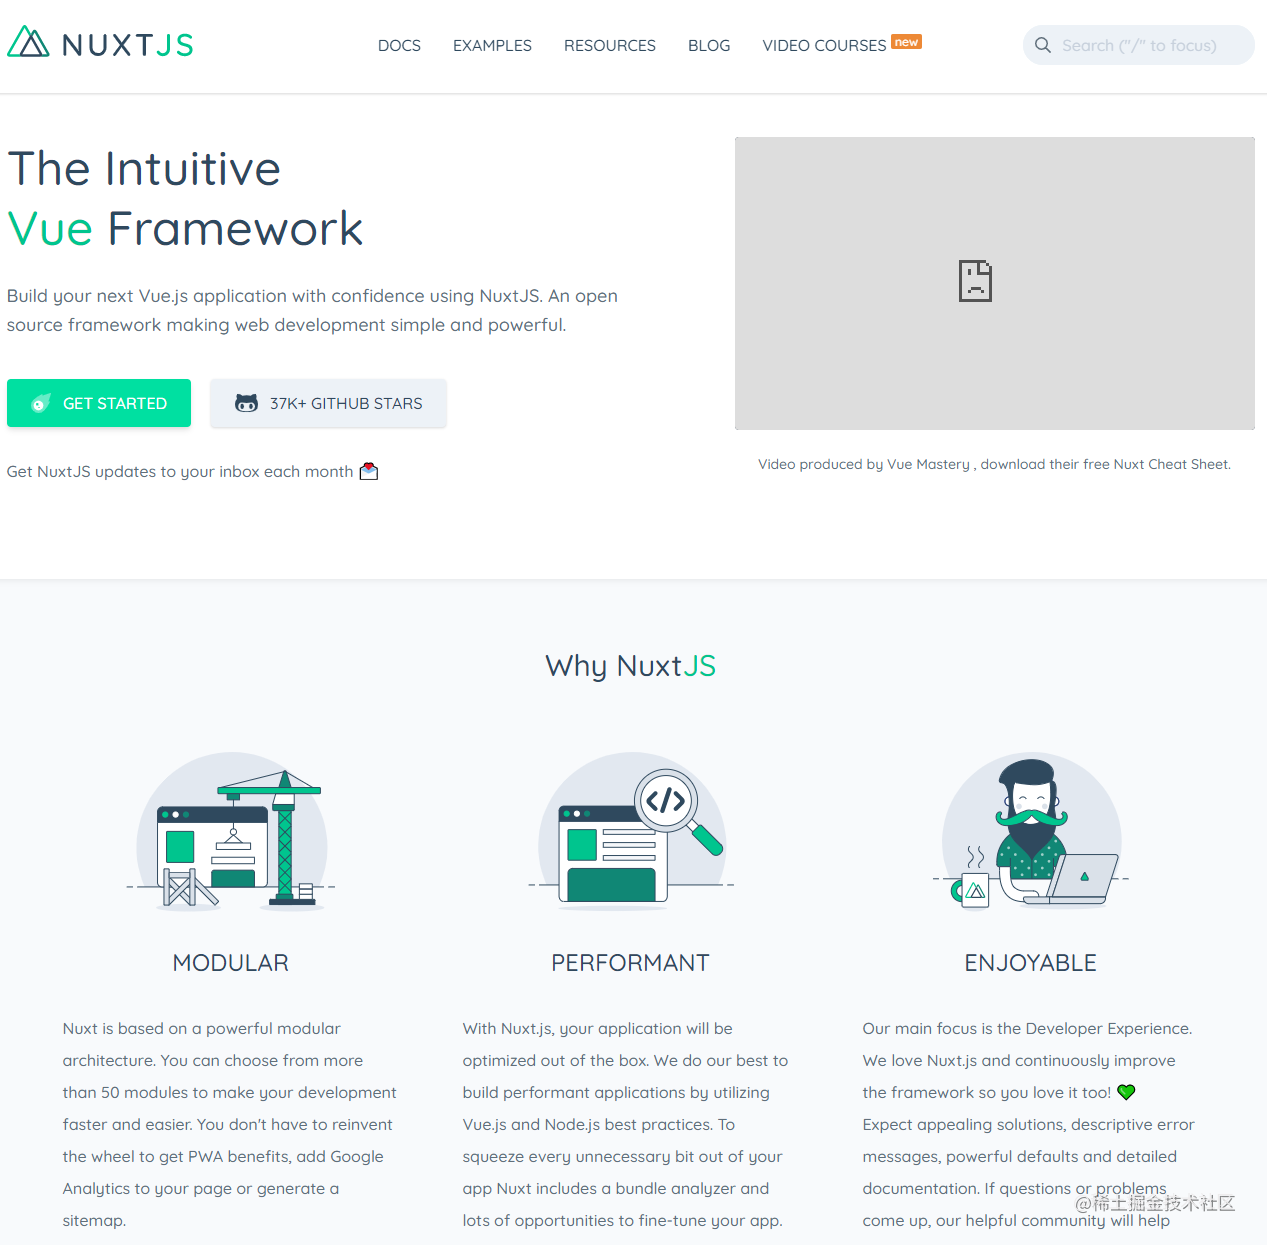 NUXTJS
DOCS
EXAMPLES
RESOURCES
BLOG
VIDEO COURSES new
Search ("/" to focus)
The Intuitive
Vue Framework
Build your next Vue.js application with confidence using NuxtJS. An open
source framework making web development simple and powerful.
GET STARTED
37K+ GITHUB STARS
Get NuxtJS updates to your inbox each month
Video produced by Vue Mastery , download their free Nuxt Cheat Sheet.
Why NuxtJS
</>
MODULAR
Nuxt is based on a powerful modular
architecture. You can choose from more
than 50 modules to make your development
faster and easier. You don't have to reinvent
the wheel to get PWA benefits, add Google
Analytics to your page or generate a
sitemap.
PERFORMANT
With Nuxt.js, your application will be
optimized out of the box. We do our best to
build performant applications by utilizing
Vue.js and Node.js best practices. To
squeeze every unnecessary bit out of your
app Nuxt includes a bundle analyzer and
lots of opportunities to fine-tune your app.
ENJOYABLE
Our main focus is the Developer Experience.
We love Nuxt.js and continuously improve
the framework so you love it too! 💚
Expect appealing solutions, descriptive error
messages, powerful defaults and detailed
documentation. If questions or problems
come up, our helpful community will help
@稀土掘金技术社区